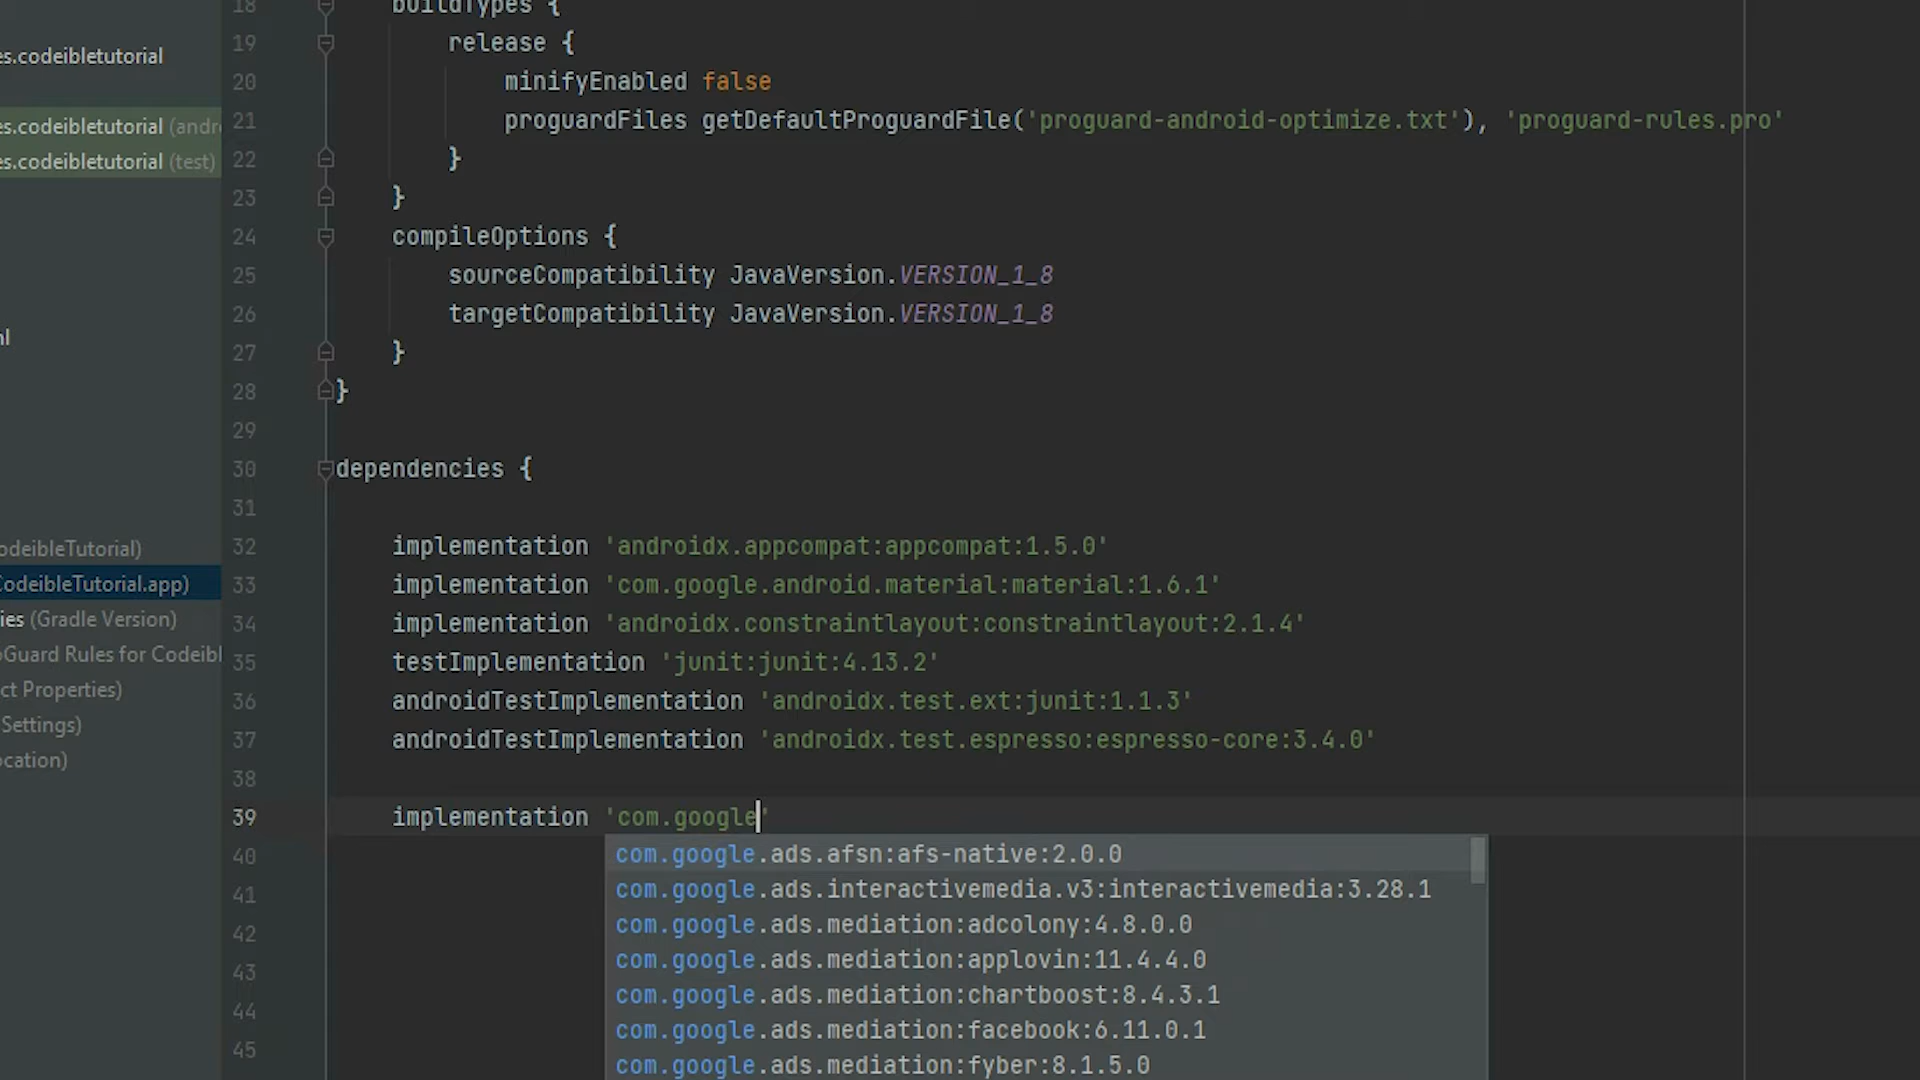 es.codeibletutorial
es.codeibletutorial (andr
es.codeibletutorial (test)
odeibleTutorial)
CodeibleTutorial.app)
ies (Gradle Version)
oGuard Rules for Codeibl
ct Properties)
Settings)
ocation)
18 buildTypes {
19 release {
20 minifyEnabled false
21 proguardFiles getDefaultProguardFile('proguard-android-optimize.txt'), 'proguard-rules.pro'
22 }
23 }
24 compileOptions {
25 sourceCompatibility JavaVersion.VERSION_1_8
26 targetCompatibility JavaVersion.VERSION_1_8
27 }
28 }
29
30 dependencies {
31
32 implementation 'androidx.appcompat:appcompat:1.5.0'
33 implementation 'com.google.android.material:material:1.6.1'
34 implementation 'androidx.constraintlayout:constraintlayout:2.1.4'
35 testImplementation 'junit:junit:4.13.2'
36 androidTestImplementation 'androidx.test.ext:junit:1.1.3'
37 androidTestImplementation 'androidx.test.espresso:espresso-core:3.4.0'
38
39 implementation 'com.google'
40
41
42
43
44
45
com.google.ads.afsn:afs-native:2.0.0
com.google.ads.interactivemedia.v3:interactivemedia:3.28.1
com.google.ads.mediation:adcolony:4.8.0.0
com.google.ads.mediation:applovin:11.4.4.0
com.google.ads.mediation:chartboost:8.4.3.1
com.google.ads.mediation:facebook:6.11.0.1
com.google.ads.mediation:fyber:8.1.5.0